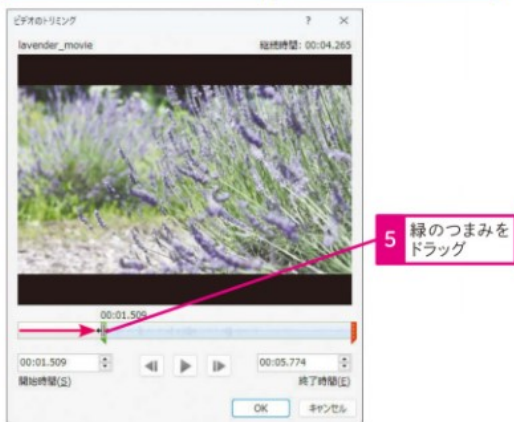 ビデオのトリミング ? ×
lavender_movie 継続時間: 00:04.265
00:01.509
5 緑のつまみを
ドラッグ
00:01.509 00:05.774
開始時間(S) 終了時間(E)
OK キャンセル